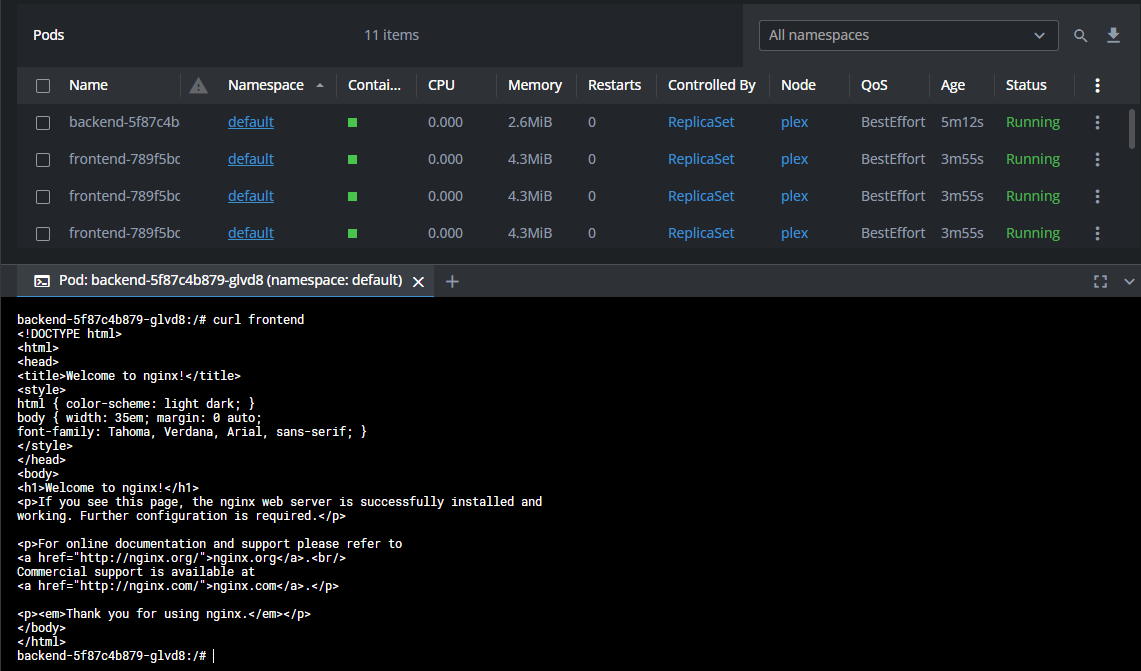 Pods 11 items All namespaces
Name Namespace Contai... CPU Memory Restarts Controlled By Node QoS Age Status
backend-5f87c4b default 0.000 2.6MiB 0 ReplicaSet plex BestEffort 5m12s Running
frontend-789f5bc default 0.000 4.3MiB 0 ReplicaSet plex BestEffort 3m55s Running
frontend-789f5bc default 0.000 4.3MiB 0 ReplicaSet plex BestEffort 3m55s Running
frontend-789f5bc default 0.000 4.3MiB 0 ReplicaSet plex BestEffort 3m55s Running
Pod: backend-5f87c4b879-glvd8 (namespace: default)
backend-5f87c4b879-glvd8:/# curl frontend
<!DOCTYPE html>
<html>
<head>
<title>Welcome to nginx!</title>
<style>
html { color-scheme: light dark; }
body { width: 35em; margin: 0 auto;
font-family: Tahoma, Verdana, Arial, sans-serif; }
</style>
</head>
<body>
<h1>Welcome to nginx!</h1>
<p>If you see this page, the nginx web server is successfully installed and
working. Further configuration is required.</p>
<p>For online documentation and support please refer to
<a href="http://nginx.org/">nginx.org</a>.<br/>
Commercial support is available at
<a href="http://nginx.com/">nginx.com</a>.</p>
<p><em>Thank you for using nginx.</em></p>
</body>
</html>
backend-5f87c4b879-glvd8:/#